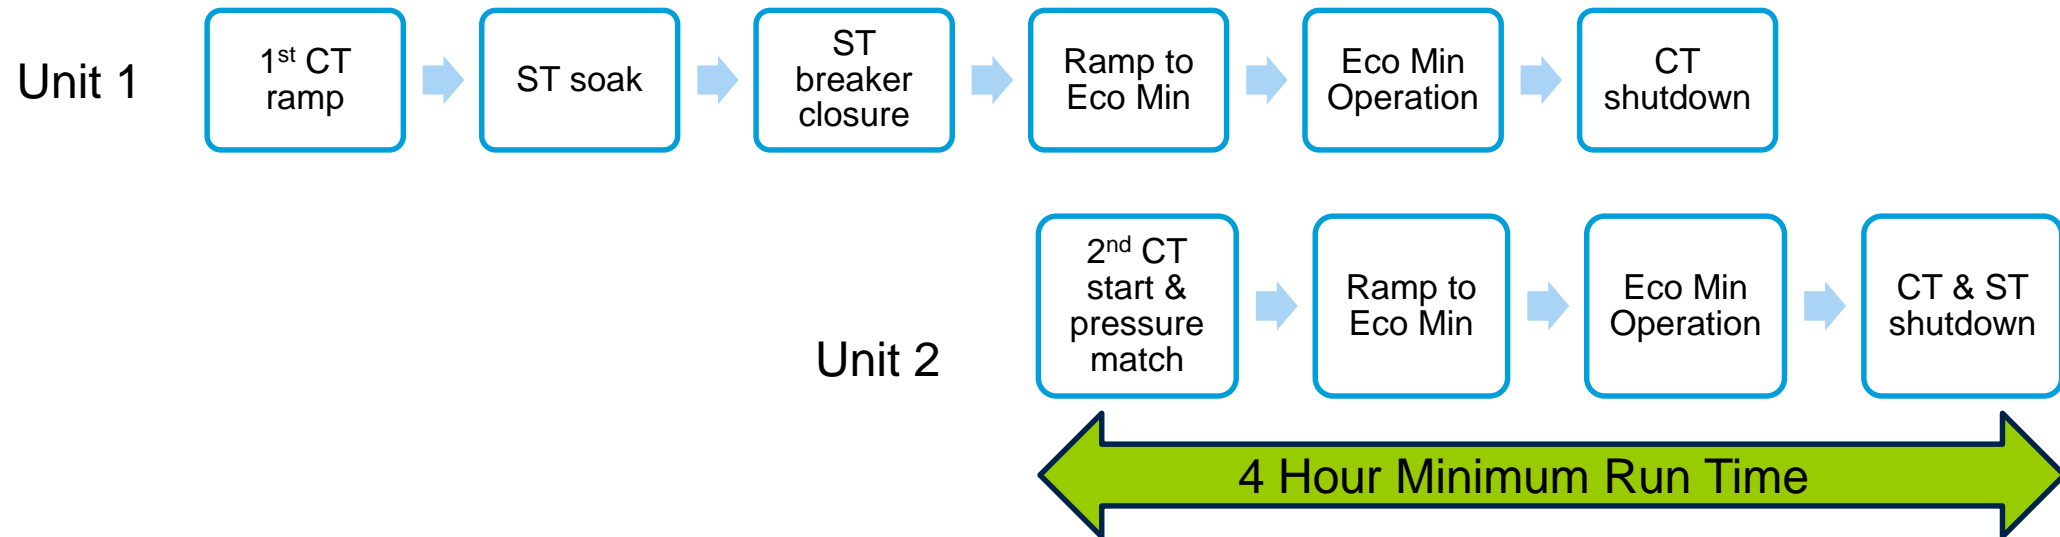 Unit 1
1st CT
ramp
ST soak
ST
breaker
closure
Ramp to
Eco Min
Eco Min
Operation
CT
shutdown
Unit 2
2nd CT
start &
pressure
match
Ramp to
Eco Min
Eco Min
Operation
CT & ST
shutdown
4 Hour Minimum Run Time